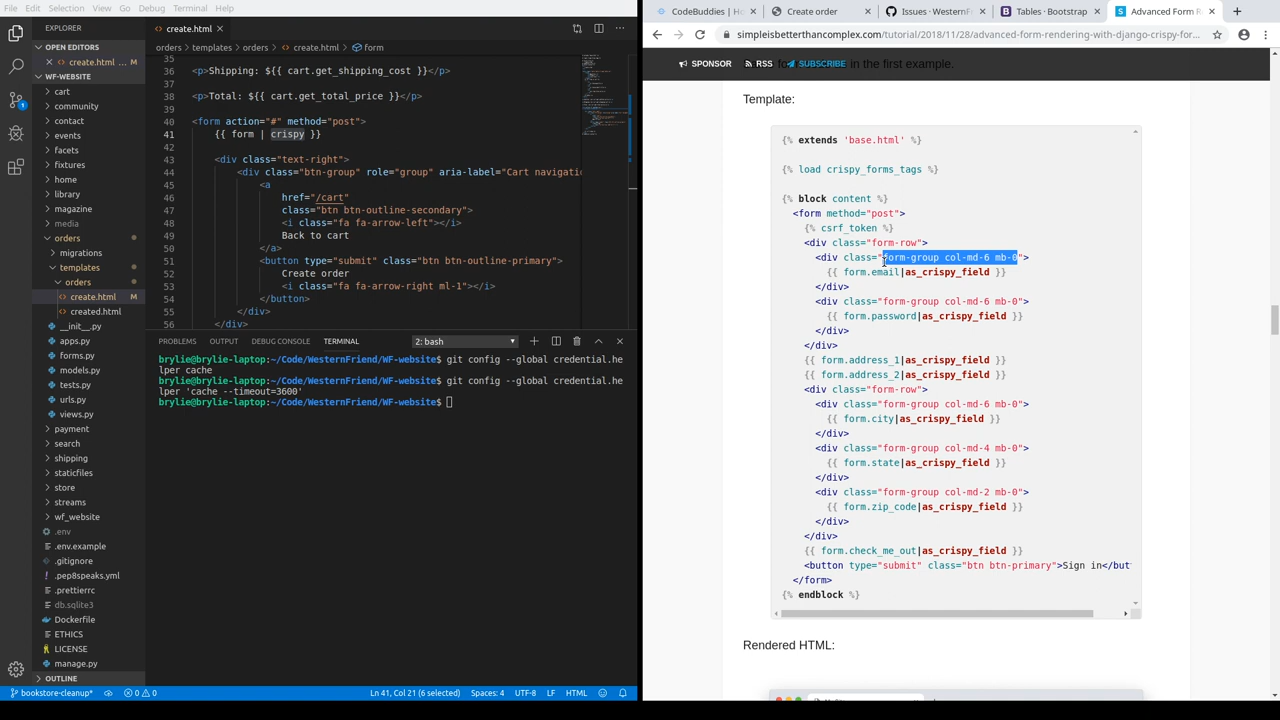 File Edit Selection View Go Debug Terminal Help
EXPLORER
OPEN EDITORS
create.html ... M
WF-WEBSITE
cart
community
contact
events
facets
fixtures
home
library
magazine
media
orders
migrations
templates
orders
create.html M
created.html
__init__.py
apps.py
forms.py
models.py
tests.py
urls.py
views.py
payment
search
shipping
staticfiles
store
streams
wf_website
.env
.env.example
.gitignore
.pep8speaks.yml
.prettierrc
db.sqlite3
Dockerfile
ETHICS
LICENSE
manage.py
OUTLINE
1
create.html
orders > templates > orders > create.html > form
35
36 <p>Shipping: ${{ cart.get_shipping_cost }}</p>
37
38 <p>Total: ${{ cart.get_total_price }}</p>
39
40 <form action="#" method="post">
41 {{ form | crispy }}
42
43 <div class="text-right">
44 <div class="btn-group" role="group" aria-label="Cart navigatio
45 <a
46 href="/cart"
47 class="btn btn-outline-secondary">
48 <i class="fa fa-arrow-left"></i>
49 Back to cart
50 </a>
51 <button type="submit" class="btn btn-outline-primary">
52 Create order
53 <i class="fa fa-arrow-right ml-1"></i>
54 </button>
55 </div>
56 </div>
PROBLEMS OUTPUT DEBUG CONSOLE TERMINAL 2: bash
brylie@brylie-laptop:~/Code/WesternFriend/WF-website$ git config --global credential.he
lper cache
brylie@brylie-laptop:~/Code/WesternFriend/WF-website$ git config --global credential.he
lper 'cache --timeout=3600'
brylie@brylie-laptop:~/Code/WesternFriend/WF-website$
bookstore-cleanup* 0 0 Ln 41, Col 21 (6 selected) Spaces: 4 UTF-8 LF HTML
CodeBuddies | H Create order Issues · WesternF Tables · Bootstrap Advanced Form R
simpleisbetterthancomplex.com/tutorial/2018/11/28/advanced-form-rendering-with-django-crispy-for...
SPONSOR RSS SUBSCRIBE in the first example.
Template:
{% extends 'base.html' %}
{% load crispy_forms_tags %}
{% block content %}
<form method="post">
{% csrf_token %}
<div class="form-row">
<div class="form-group col-md-6 mb-0">
{{ form.email|as_crispy_field }}
</div>
<div class="form-group col-md-6 mb-0">
{{ form.password|as_crispy_field }}
</div>
</div>
{{ form.address_1|as_crispy_field }}
{{ form.address_2|as_crispy_field }}
<div class="form-row">
<div class="form-group col-md-6 mb-0">
{{ form.city|as_crispy_field }}
</div>
<div class="form-group col-md-4 mb-0">
{{ form.state|as_crispy_field }}
</div>
<div class="form-group col-md-2 mb-0">
{{ form.zip_code|as_crispy_field }}
</div>
</div>
{{ form.check_me_out|as_crispy_field }}
<button type="submit" class="btn btn-primary">Sign in</but
</form>
{% endblock %}
Rendered HTML: